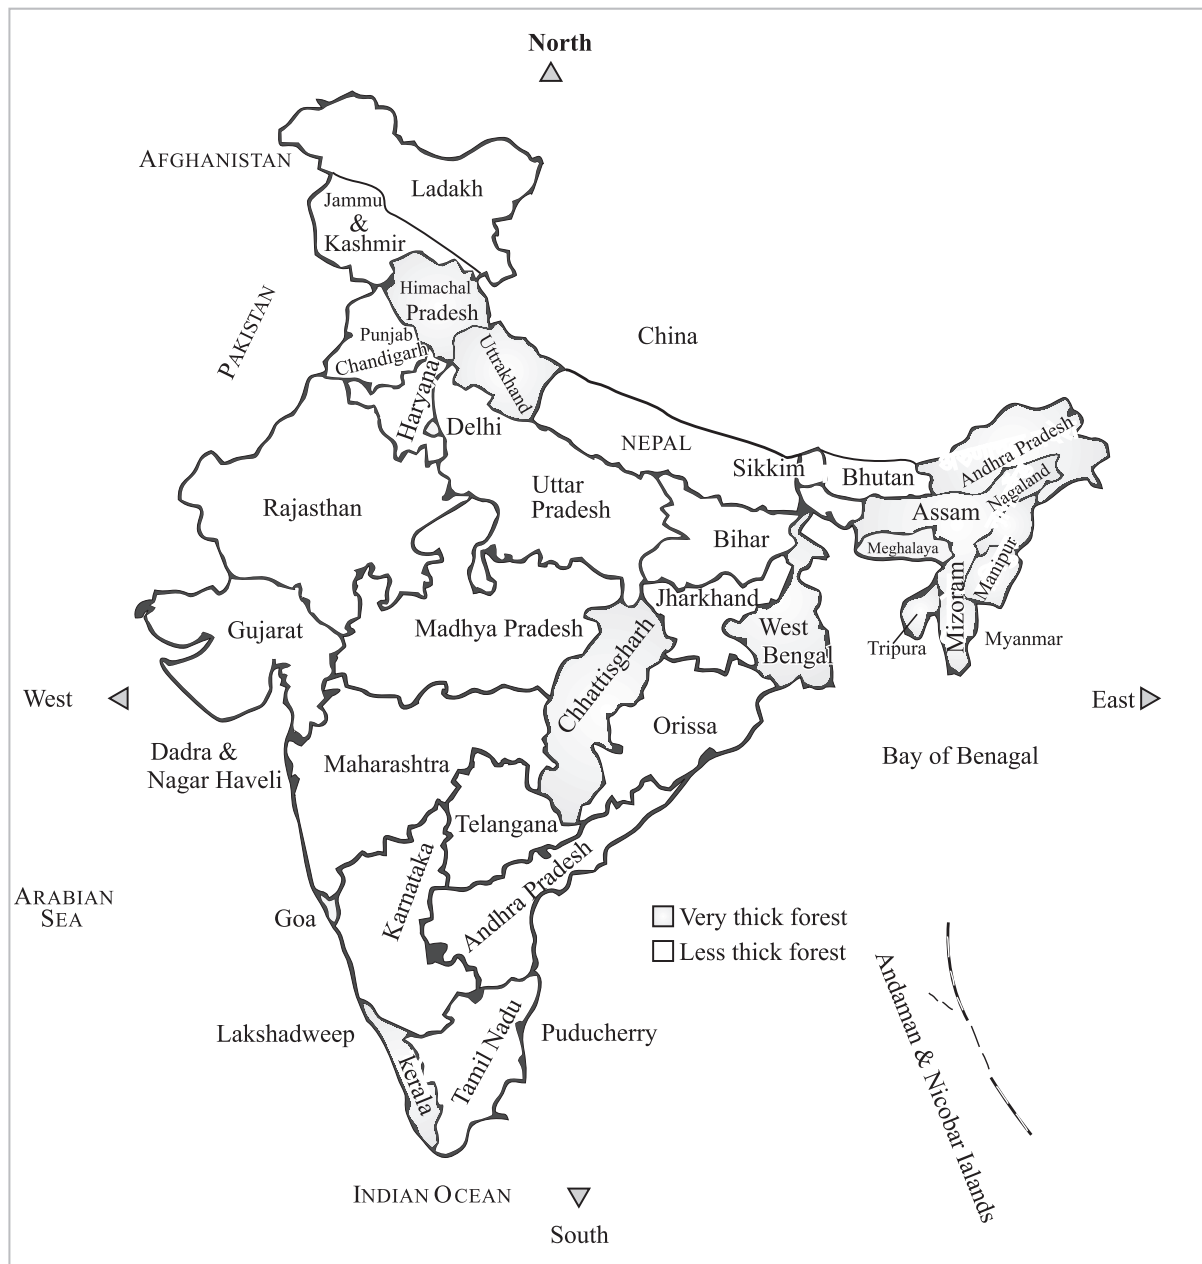 North
AFGHANISTAN
Ladakh
Jammu
&
Kashmir
Himachal
Pradesh
PAKISTAN
Punjab
Chandigarh
Uttrakhand
China
Haryana
Delhi
NEPAL
Sikkim
Bhutan
Andhra Pradesh
Nagaland
Rajasthan
Uttar
Pradesh
Assam
Bihar
Meghalaya
Manipur
Jharkhand
Mizoram
Gujarat
Madhya Pradesh
Chhattisgharh
West
Bengal
Tripura
Myanmar
West
East
Orissa
Dadra &
Nagar Haveli
Maharashtra
Bay of Benagal
Telangana
Karnataka
Andhra Pradesh
ARABIAN
SEA
Goa
Very thick forest
Less thick forest
Andaman & Nicobar Ialands
Lakshadweep
kerala
Tamil Nadu
Puducherry
INDIAN OCEAN
South